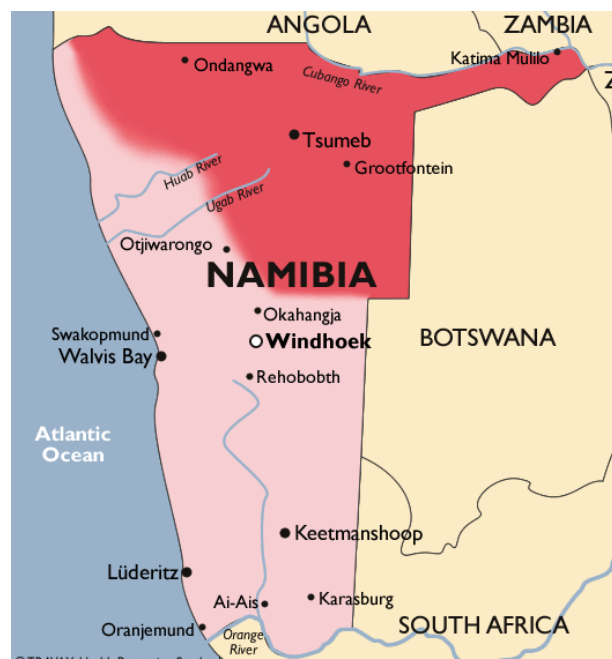 ANGOLA
ZAMBIA
Katima Mulilo
Ondangwa
Cubango River
Z
Tsumeb
Grootfontein
Huab River
Ugab River
Otjiwarongo
NAMIBIA
Okahangja
Swakopmund
Windhoek
BOTSWANA
Walvis Bay
Rehobobth
Atlantic
Ocean
Keetmanshoop
Lüderitz
Ai-Ais
Karasburg
Oranjemund
Orange
River
SOUTH AFRICA